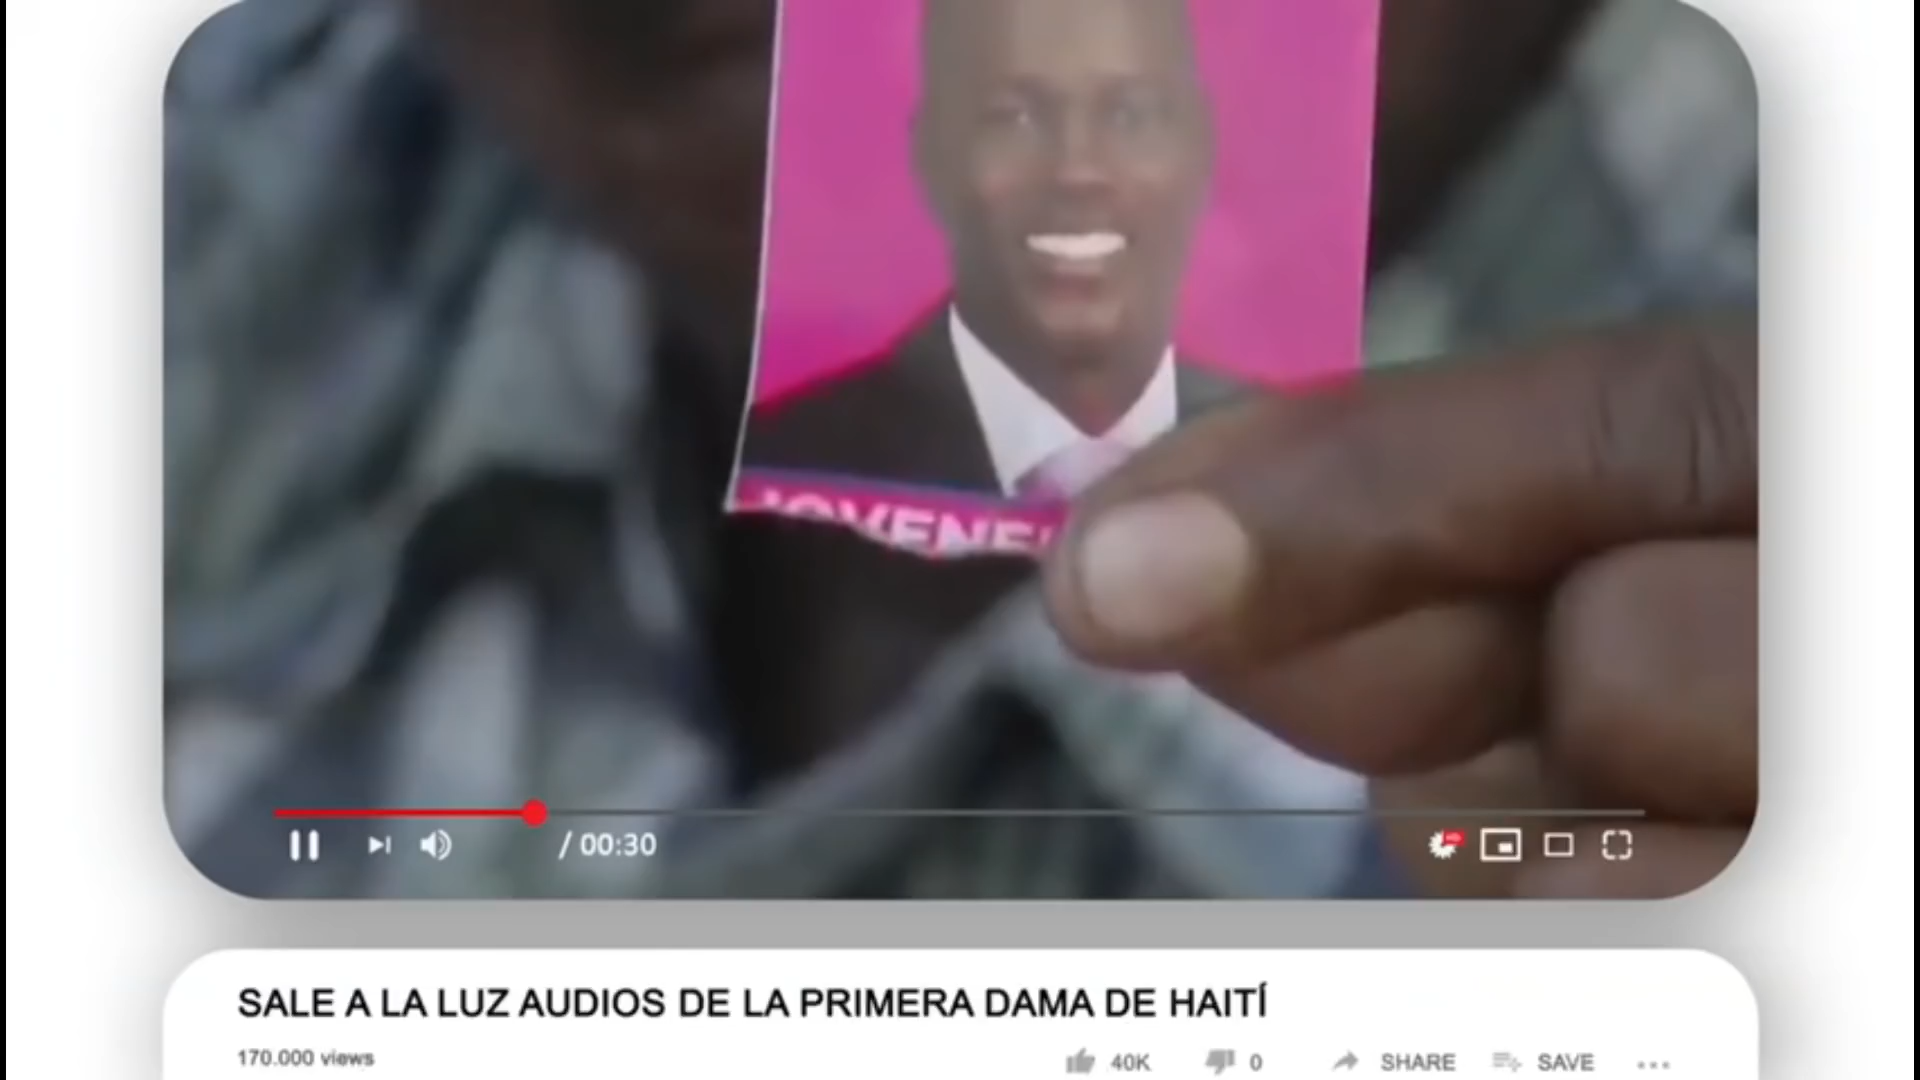 JOVENEL
/ 00:30
SALE A LA LUZ AUDIOS DE LA PRIMERA DAMA DE HAITÍ
170.000 views
40K
0
SHARE
SAVE